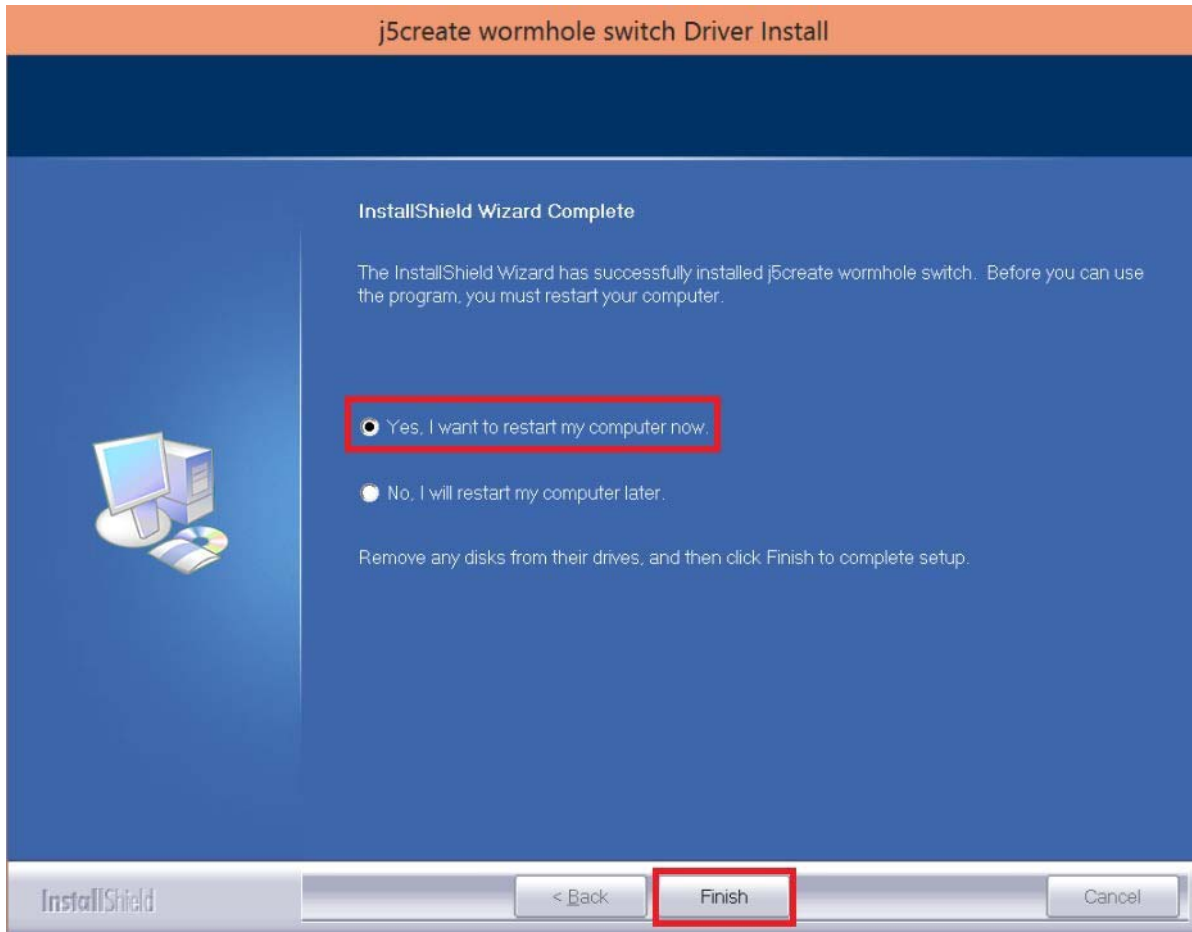 j5create wormhole switch Driver Install
InstallShield Wizard Complete
The InstallShield Wizard has successfully installed j5create wormhole switch.  Before you can use
the program, you must restart your computer.
Yes, I want to restart my computer now.
No, I will restart my computer later.
Remove any disks from their drives, and then click Finish to complete setup.
InstallShield
< Back
Finish
Cancel